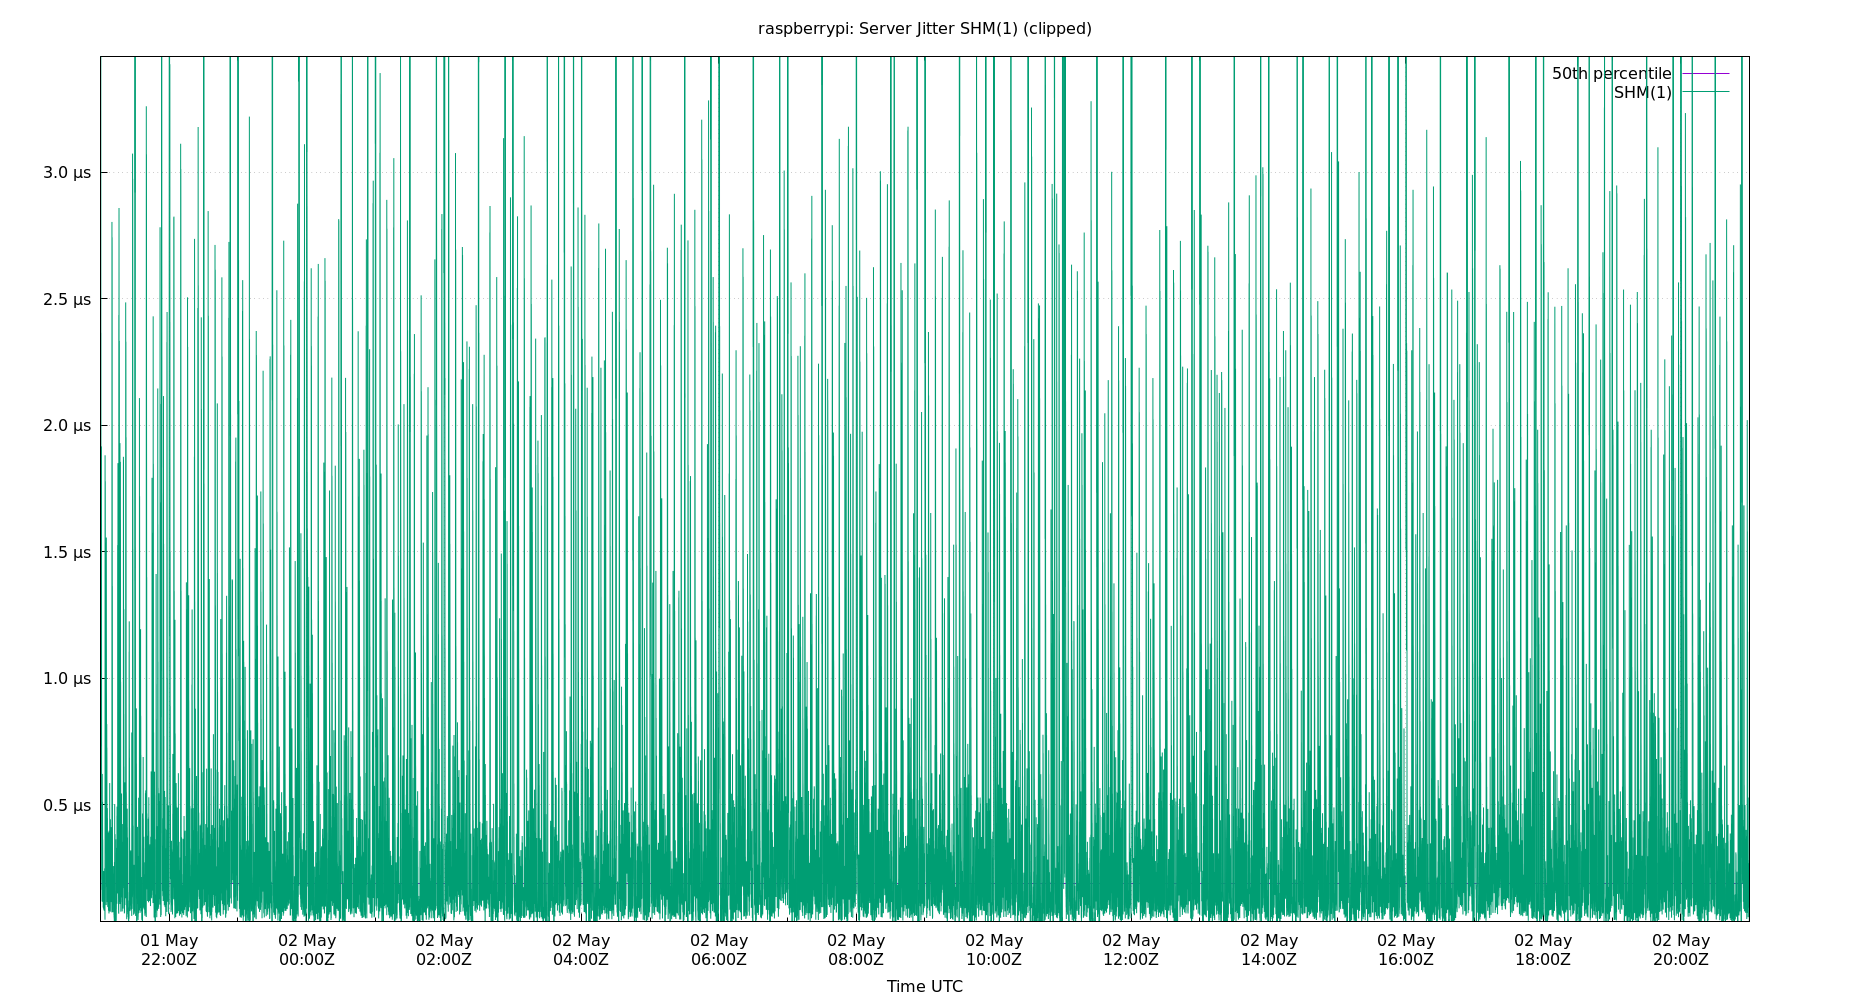 raspberrypi: Server Jitter SHM(1) (clipped)
50th percentile
SHM(1)
3.0 µs
2.5 µs
2.0 µs
1.5 µs
1.0 µs
0.5 µs
01 May 02 May 02 May 02 May 02 May 02 May 02 May 02 May 02 May 02 May 02 May 02 May
22:00Z 00:00Z 02:00Z 04:00Z 06:00Z 08:00Z 10:00Z 12:00Z 14:00Z 16:00Z 18:00Z 20:00Z
Time UTC